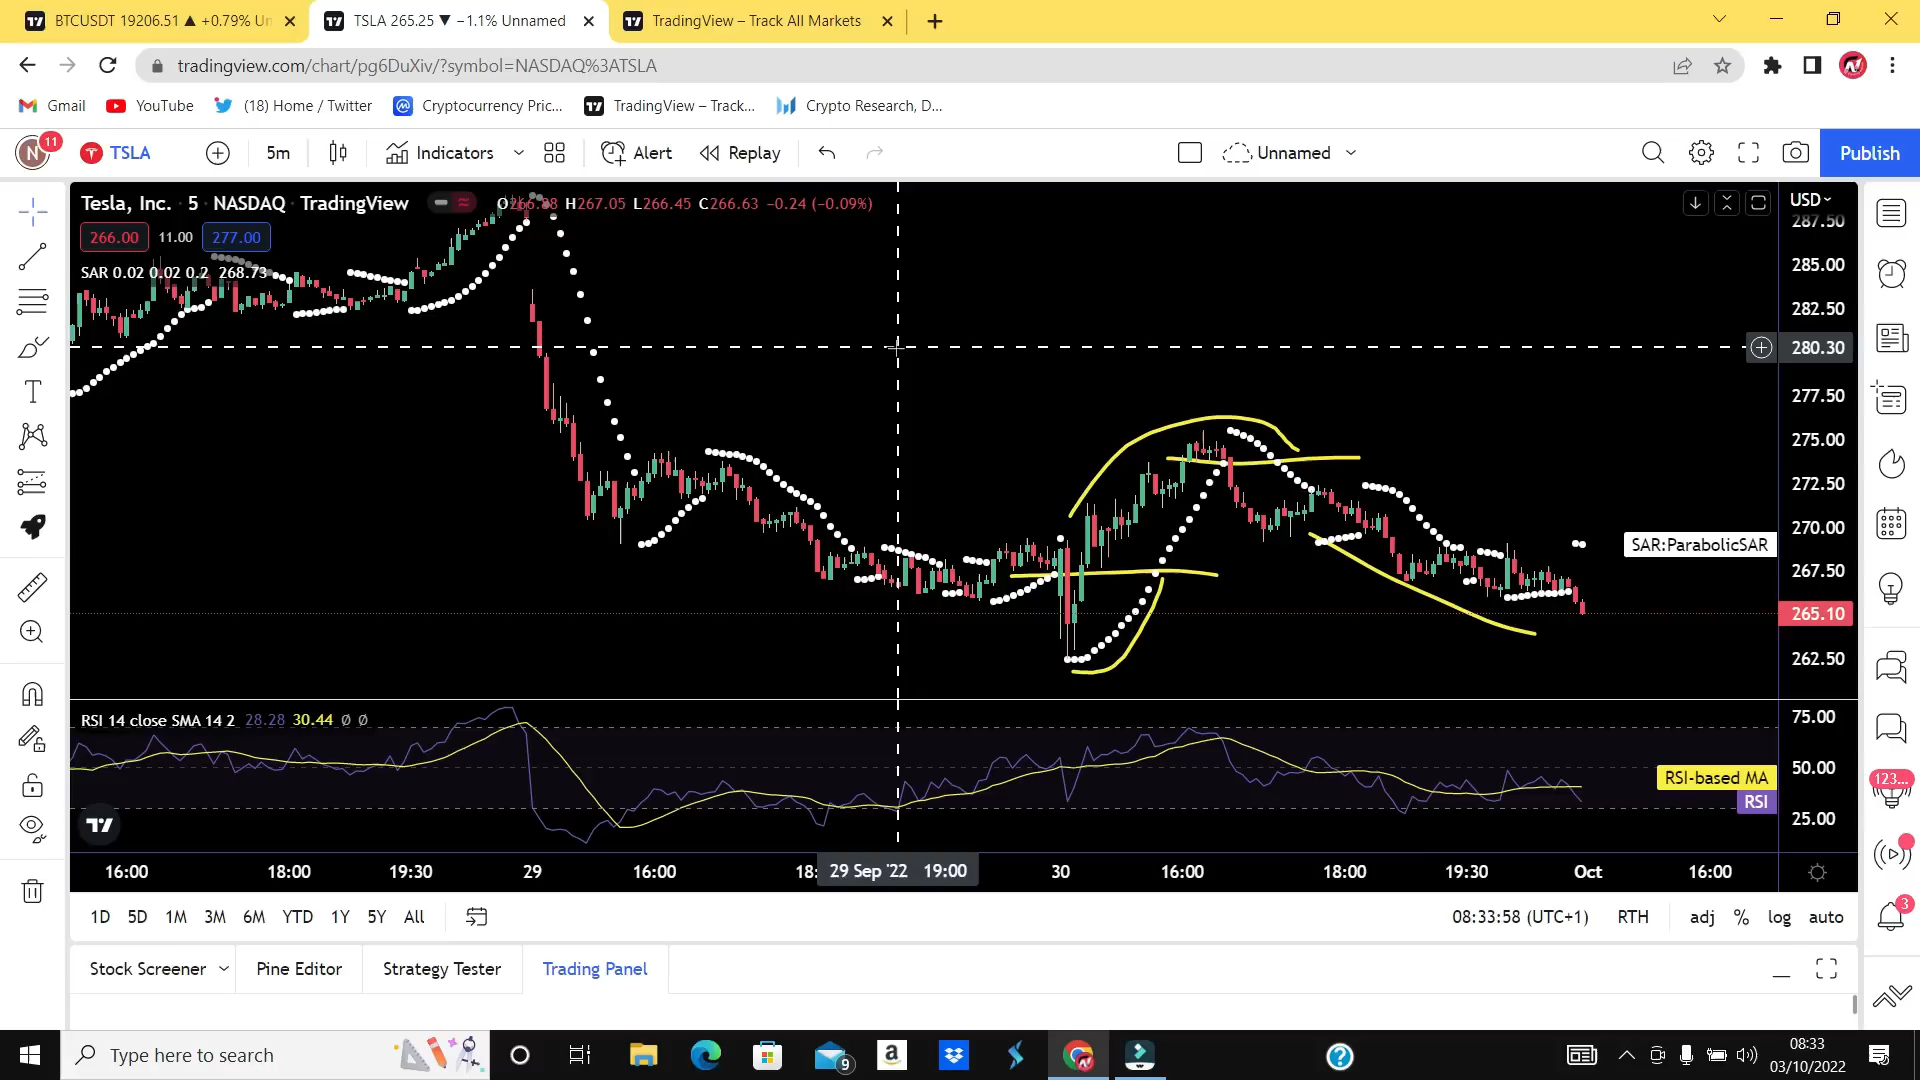 BTCUSDT 19206.51 ▲ +0.79% Un
TSLA 265.25 ▼ −1.1% Unnamed
TradingView – Track All Markets
tradingview.com/chart/pg6DuXiv/?symbol=NASDAQ%3ATSLA
Gmail
YouTube
(18) Home / Twitter
Cryptocurrency Pric...
TradingView – Track...
Crypto Research, D...
N 11
TSLA
5m
Indicators
Alert
Replay
Unnamed
Publish
Tesla, Inc. 5 NASDAQ TradingView
O266.88 H267.05 L266.45 C266.63 −0.24 (−0.09%)
USD
287.50
266.00 11.00 277.00
SAR 0.02 0.02 0.2 268.73
285.00
282.50
280.30
277.50
275.00
272.50
270.00
SAR:ParabolicSAR
267.50
265.10
262.50
RSI 14 close SMA 14 2 28.28 30.44 Ø Ø
75.00
50.00
RSI-based MA
RSI
25.00
123...
16:00 18:00 19:30 29 16:00 18: 29 Sep '22 19:00 30 16:00 18:00 19:30 Oct 16:00
1D 5D 1M 3M 6M YTD 1Y 5Y All
08:33:58 (UTC+1) RTH adj % log auto
3
Stock Screener Pine Editor Strategy Tester Trading Panel
Type here to search
9
a
08:33
03/10/2022